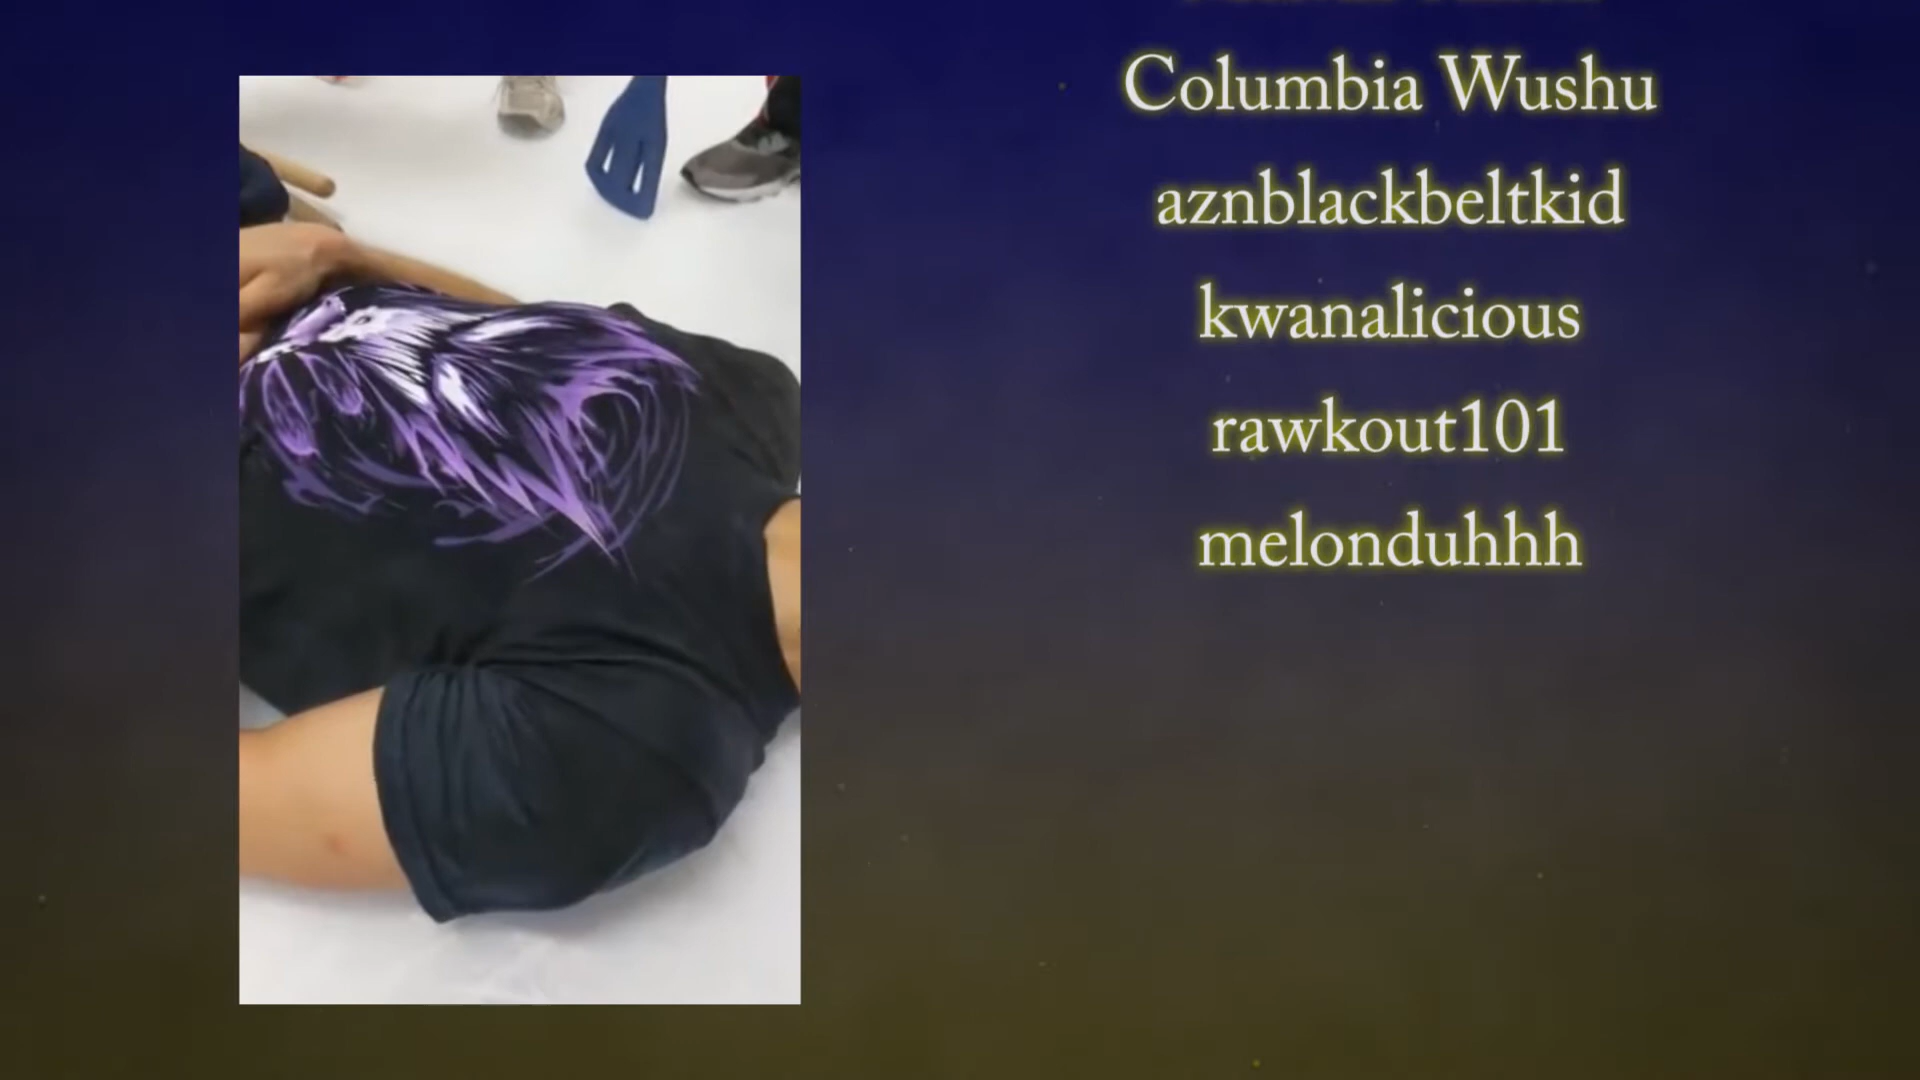 Columbia Wushu
aznblackbeltkid
kwanalicious
rawkout101
melonduhhh